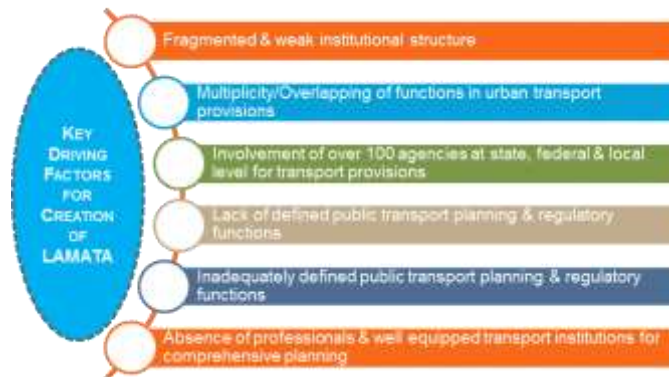 KEY
DRIVING
FACTORS
FOR
CREATION
OF
LAMATA
Fragmented & weak institutional structure
Multiplicity/Overlapping of functions in urban transport
provisions
Involvement of over 100 agencies at state, federal & local
level for transport provisions
Lack of defined public transport planning & regulatory
functions
Inadequately defined public transport planning & regulatory
functions
Absence of professionals & well equipped transport institutions for
comprehensive planning